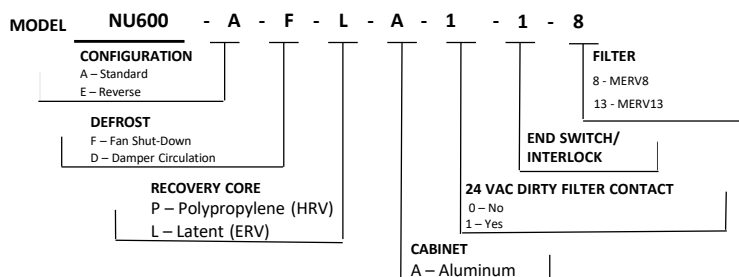 MODEL NU600 - A - F - L - A - 1 - 1 - 8
CONFIGURATION
A – Standard
E – Reverse
FILTER
8 - MERV8
13 - MERV13
DEFROST
F – Fan Shut-Down
D – Damper Circulation
END SWITCH/
INTERLOCK
RECOVERY CORE
P – Polypropylene (HRV)
L – Latent (ERV)
24 VAC DIRTY FILTER CONTACT
0 – No
1 – Yes
CABINET
A – Aluminum